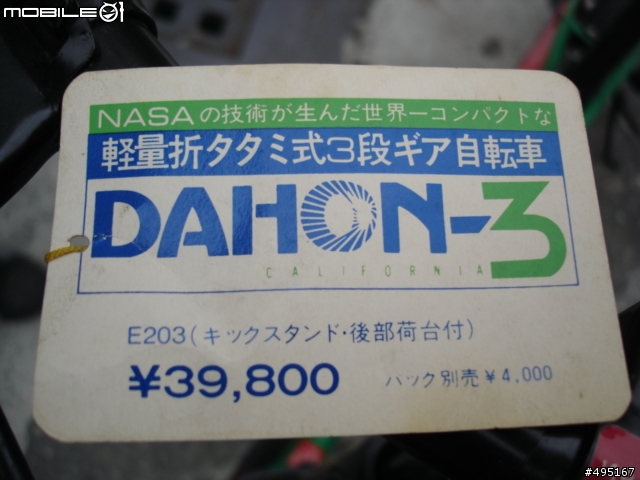 MOBILE01
NASAの技術が生んだ世界一コンパクトな
軽量折タタミ式3段ギア自転車
DAHON-3
CALIFORNIA
E203(キックスタンド・後部荷台付)
¥39,800
バック別売¥4,000
#495167